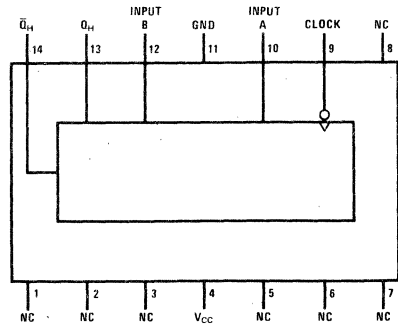 Q̅H QH INPUT B GND INPUT A CLOCK NC
14 13 12 11 10 9 8
1 2 3 4 5 6 7
NC NC NC VCC NC NC NC